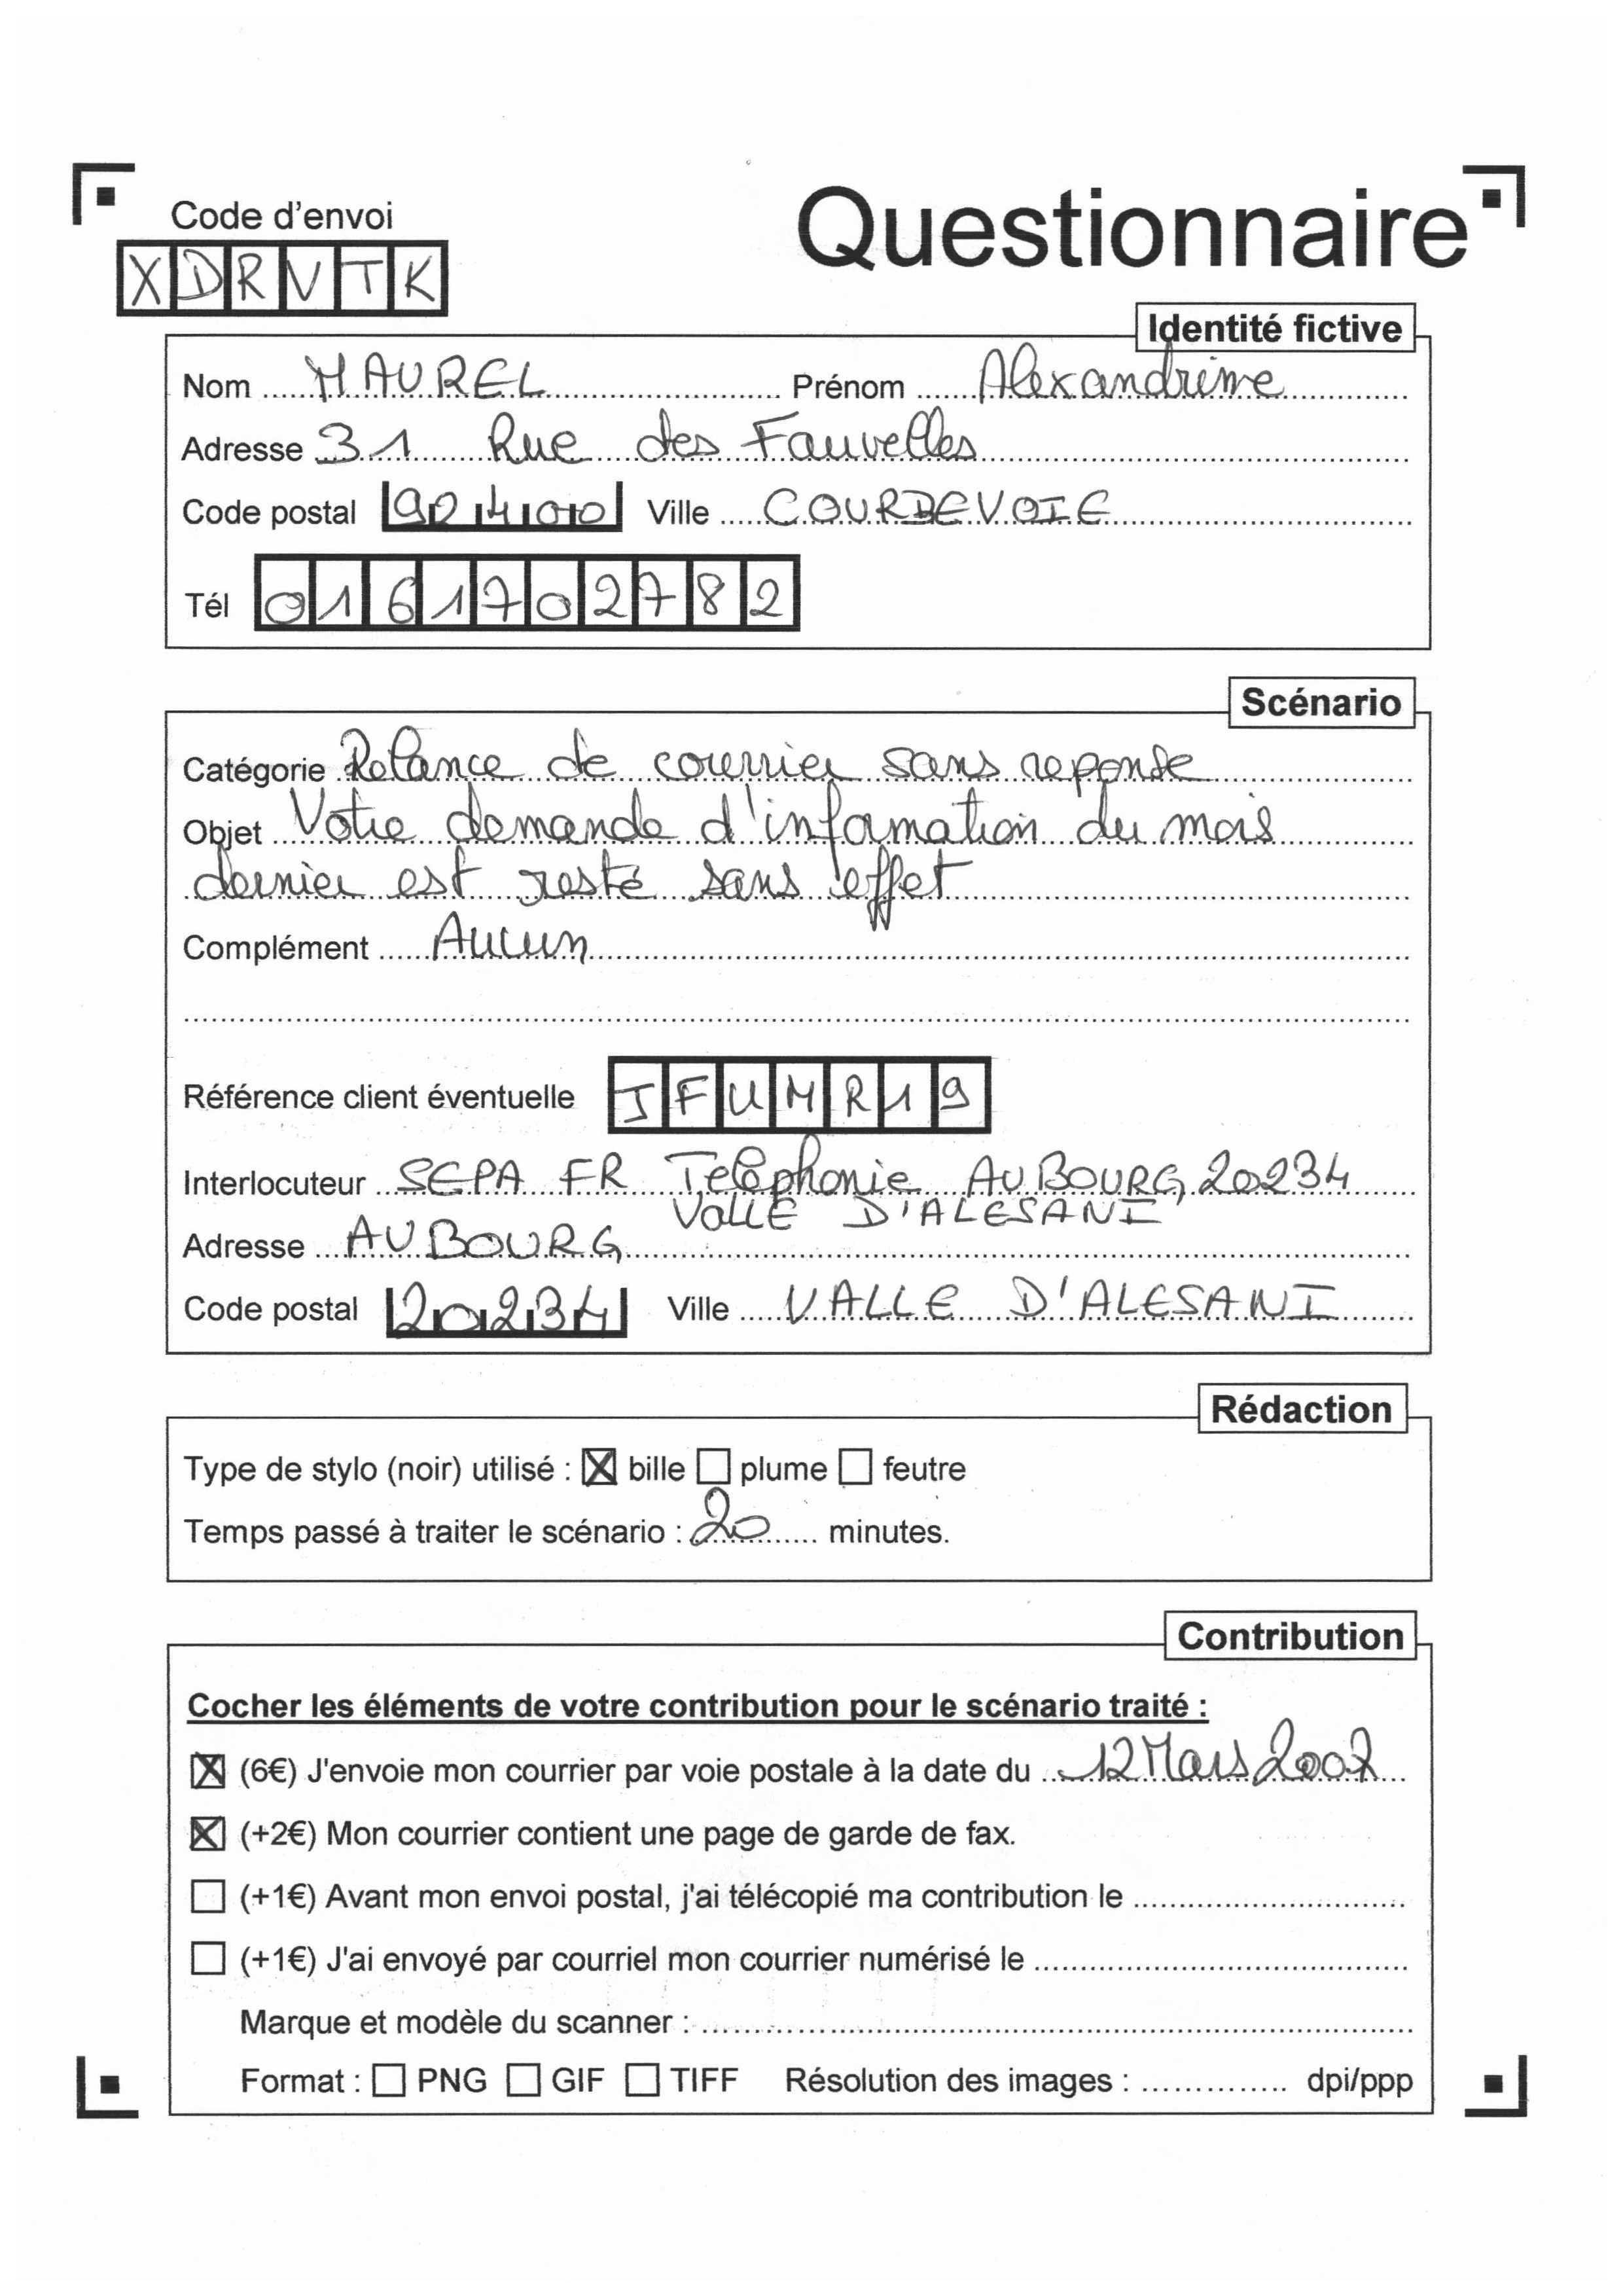 Questionnaire
Code d'envoi
XDRVTK
Identité fictive
Nom MAUREL Prénom Alexandrine
Adresse 31 Rue des Fauvelles
Code postal 92400 Ville COURBEVOIE
Tél 0161702782
Scénario
Catégorie Relance de courrier sans reponse
Objet Votre demande d'information du mois
dernier est resté sans effet
Complément Aucun
Référence client éventuelle JFUMR19
Interlocuteur SEPA FR Telephonie AU BOURG, 20234
VALLE D'ALESANI
Adresse AU BOURG
Code postal 20234 Ville VALLE D'ALESANI
Rédaction
Type de stylo (noir) utilisé : bille plume feutre
Temps passé à traiter le scénario : 20 minutes.
Contribution
Cocher les éléments de votre contribution pour le scénario traité :
(6€) J'envoie mon courrier par voie postale à la date du 12 Mars 2007
(+2€) Mon courrier contient une page de garde de fax.
(+1€) Avant mon envoi postal, j'ai télécopié ma contribution le
(+1€) J'ai envoyé par courriel mon courrier numérisé le
Marque et modèle du scanner :
Format : PNG GIF TIFF Résolution des images : dpi/ppp